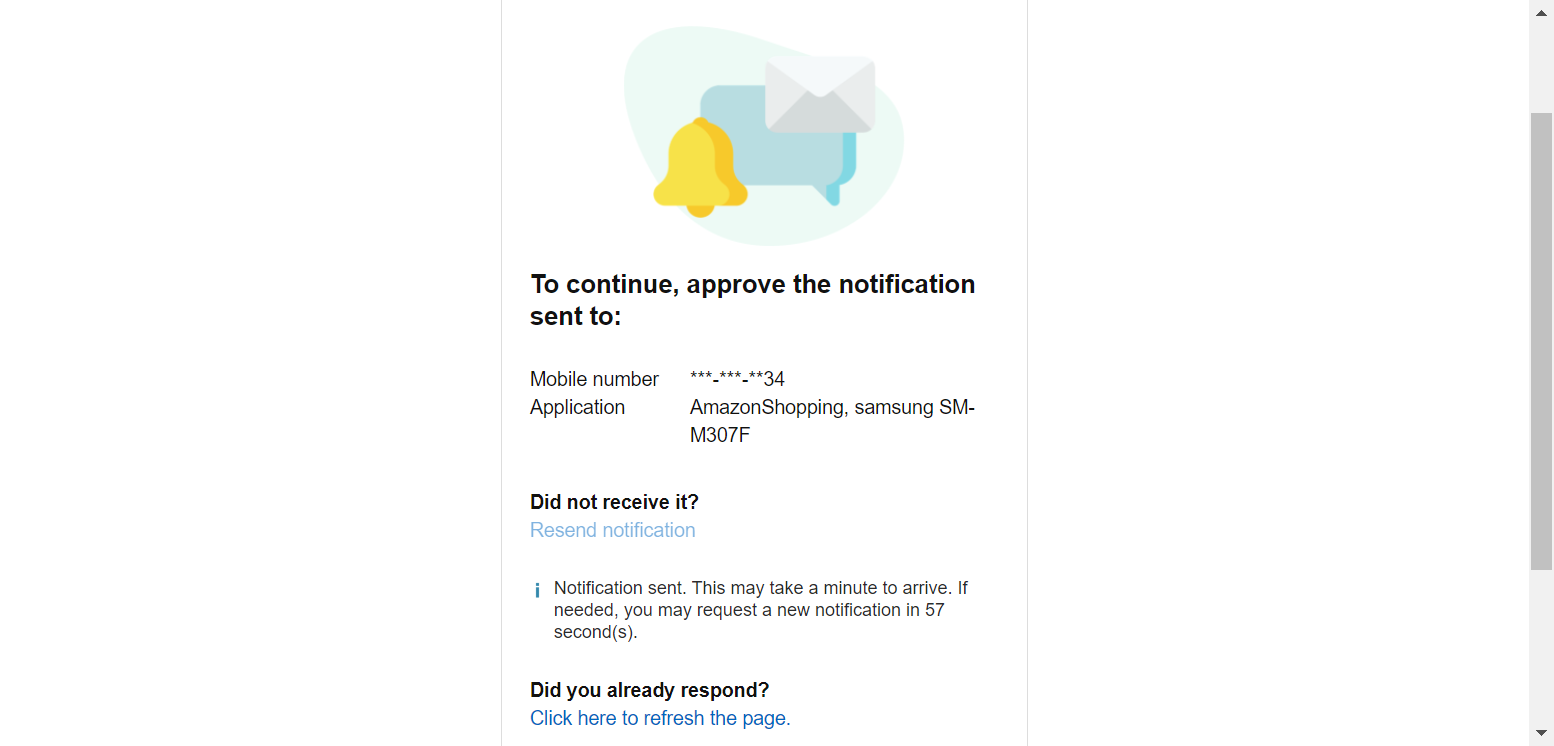 To continue, approve the notification
sent to:
Mobile number ***-***-**34
Application AmazonShopping, samsung SM-
M307F
Did not receive it?
Resend notification
i Notification sent. This may take a minute to arrive. If
needed, you may request a new notification in 57
second(s).
Did you already respond?
Click here to refresh the page.